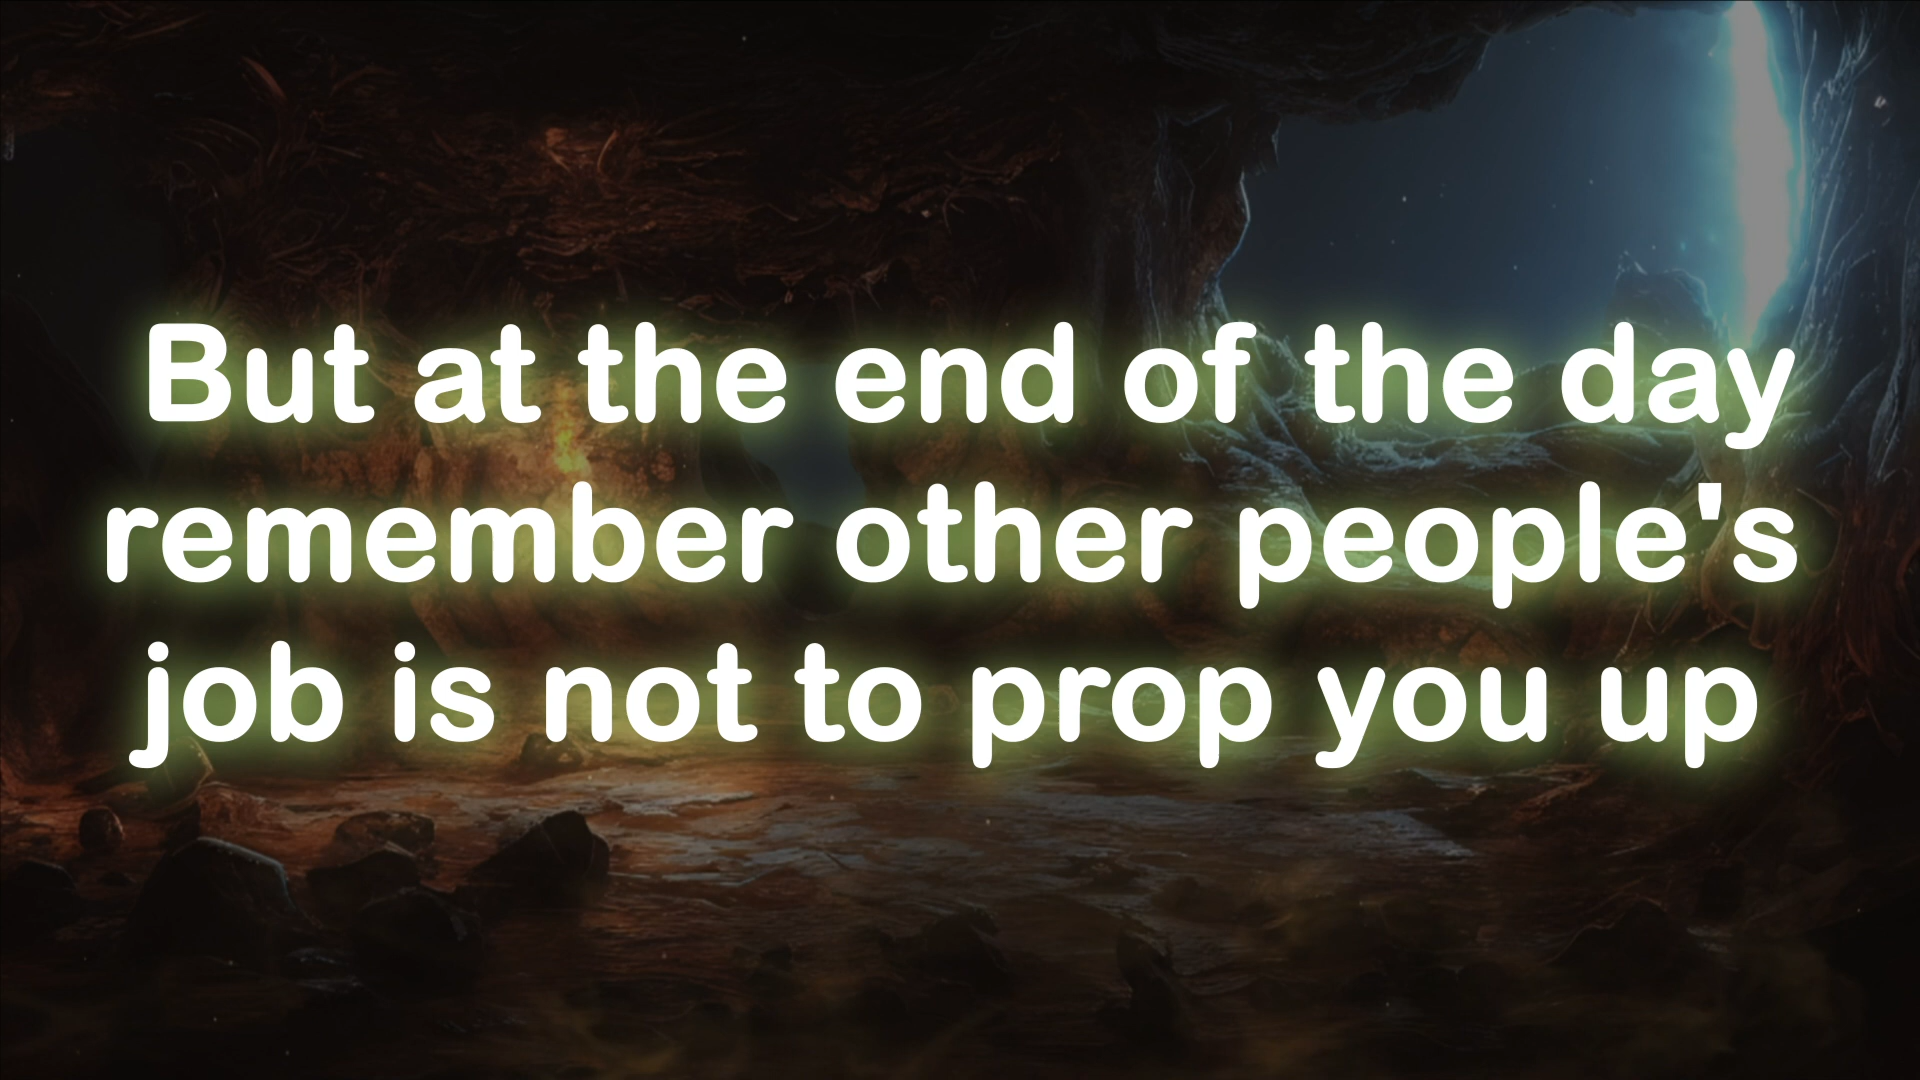 But at the end of the day
remember other people's
job is not to prop you up